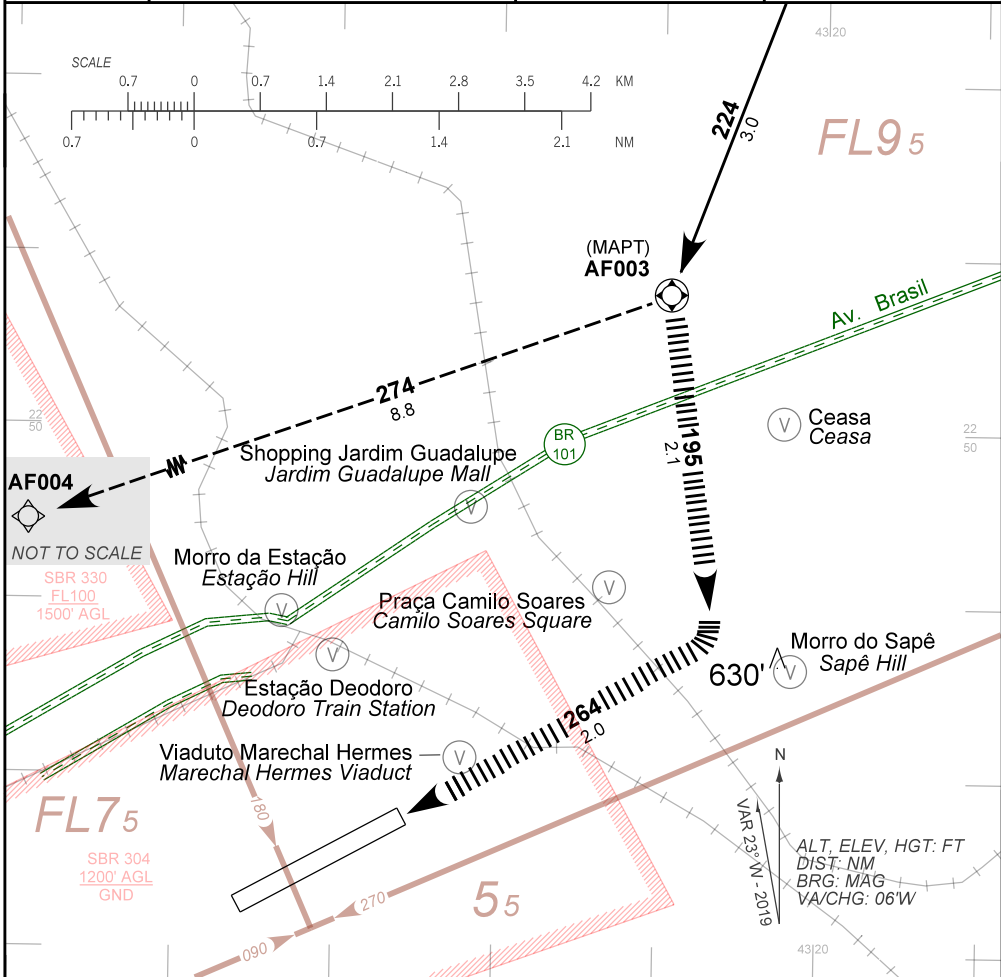 43 20
SCALE
0.7 0 0.7 1.4 2.1 2.8 3.5 4.2 KM
0.7 0 0.7 1.4 2.1 NM
224
3.0
FL9 5
(MAPT)
AF003
Av. Brasil
274
8.8
22
50
Ceasa
Ceasa
V
BR
101
195
2.1
22
50
Shopping Jardim Guadalupe
Jardim Guadalupe Mall
V
AF004
NOT TO SCALE
Morro da Estação
Estação Hill
V
SBR 330
FL100
1500' AGL
Praça Camilo Soares
Camilo Soares Square
V
Morro do Sapê
Sapê Hill
V
630'
V
Estação Deodoro
Deodoro Train Station
264
2.0
Viaduto Marechal Hermes
Marechal Hermes Viaduct
V
N
VAR 23° W - 2019
FL7 5
180
ALT, ELEV, HGT: FT
DIST: NM
BRG: MAG
VA/CHG: 06'W
SBR 304
1200' AGL
GND
270
5 5
090
43 20